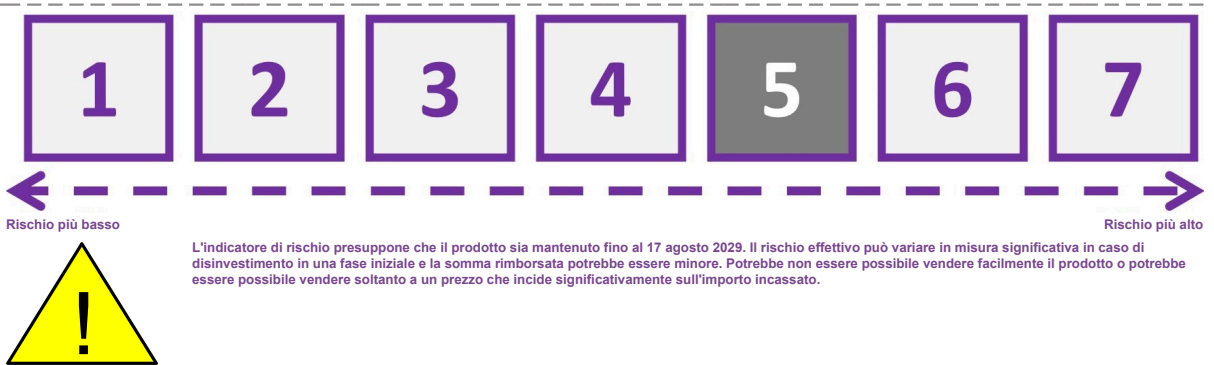 1 2 3 4 5 6 7
Rischio più basso Rischio più alto
L'indicatore di rischio presuppone che il prodotto sia mantenuto fino al 17 agosto 2029. Il rischio effettivo può variare in misura significativa in caso di
disinvestimento in una fase iniziale e la somma rimborsata potrebbe essere minore. Potrebbe non essere possibile vendere facilmente il prodotto o potrebbe
essere possibile vendere soltanto a un prezzo che incide significativamente sull'importo incassato.
!